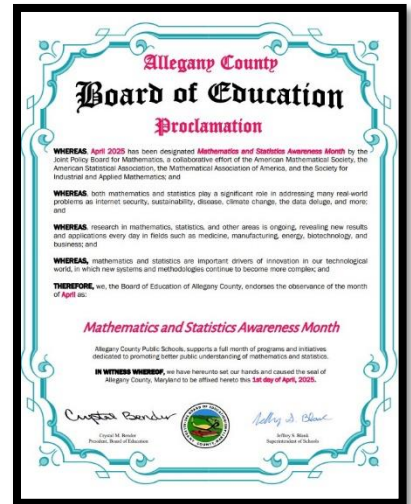 Allegany County
Board of Education
Proclamation
WHEREAS, April 2025 has been designated Mathematics and Statistics Awareness Month by the
Joint Policy Board for Mathematics, a collaborative effort of the American Mathematical Society, the
American Statistical Association, the Mathematical Association of America, and the Society for
Industrial and Applied Mathematics; and
WHEREAS, both mathematics and statistics play a significant role in addressing many real-world
problems as internet security, sustainability, disease, climate change, the data deluge, and more;
and
WHEREAS, research in mathematics, statistics, and other areas is ongoing, revealing new results
and applications every day in fields such as medicine, manufacturing, energy, biotechnology, and
business; and
WHEREAS, mathematics and statistics are important drivers of innovation in our technological
world, in which new systems and methodologies continue to become more complex; and
THEREFORE, we, the Board of Education of Allegany County, endorses the observance of the month
of April as:
Mathematics and Statistics Awareness Month
Allegany County Public Schools, supports a full month of programs and initiatives
dedicated to promoting better public understanding of mathematics and statistics.
IN WITNESS WHEREOF, we have hereunto set our hands and caused the seal of
Allegany County, Maryland to be affixed hereto this 1st day of April, 2025.
Crystal Bender
Jeffrey S. Blank
Crystal M. Bender
President, Board of Education
Jeffrey S. Blank
Superintendent of Schools